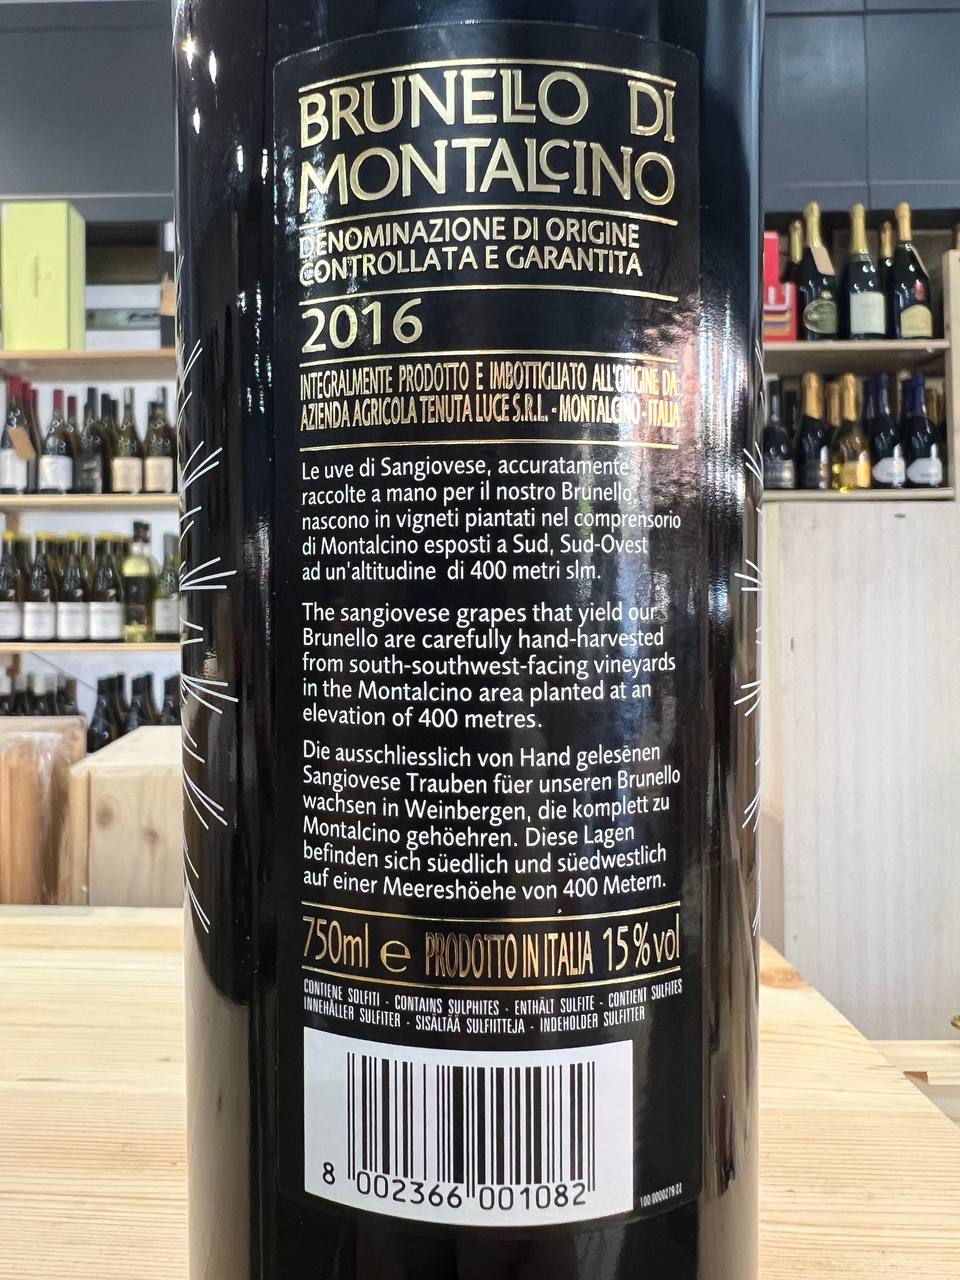 BRUNELLO DI
MONTALCINO
DENOMINAZIONE DI ORIGINE
CONTROLLATA E GARANTITA
2016
INTEGRALMENTE PRODOTTO E IMBOTTIGLIATO ALL'ORIGINE DA:
AZIENDA AGRICOLA TENUTA LUCE S.R.L. - MONTALCINO - ITALIA
Le uve di Sangiovese, accuratamente
raccolte a mano per il nostro Brunello,
nascono in vigneti piantati nel comprensorio
di Montalcino esposti a Sud, Sud-Ovest
ad un'altitudine di 400 metri slm.
The sangiovese grapes that yield our
Brunello are carefully hand-harvested
from south-southwest-facing vineyards
in the Montalcino area planted at an
elevation of 400 metres.
Die ausschliesslich von Hand gelesenen
Sangiovese Trauben füer unseren Brunello
wachsen in Weinbergen, die komplett zu
Montalcino gehöehren. Diese Lagen
befinden sich süedlich und süedwestlich
auf einer Meereshöehe von 400 Metern.
750ml e PRODOTTO IN ITALIA 15%vol
CONTIENE SOLFITI - CONTAINS SULPHITES - ENTHÄLT SULFITE - CONTIENT SULFITES
INNEHÅLLER SULFITER - SISÄLTÄÄ SULFIITTEJA - INDEHOLDER SULFITTER
8 002366 001082